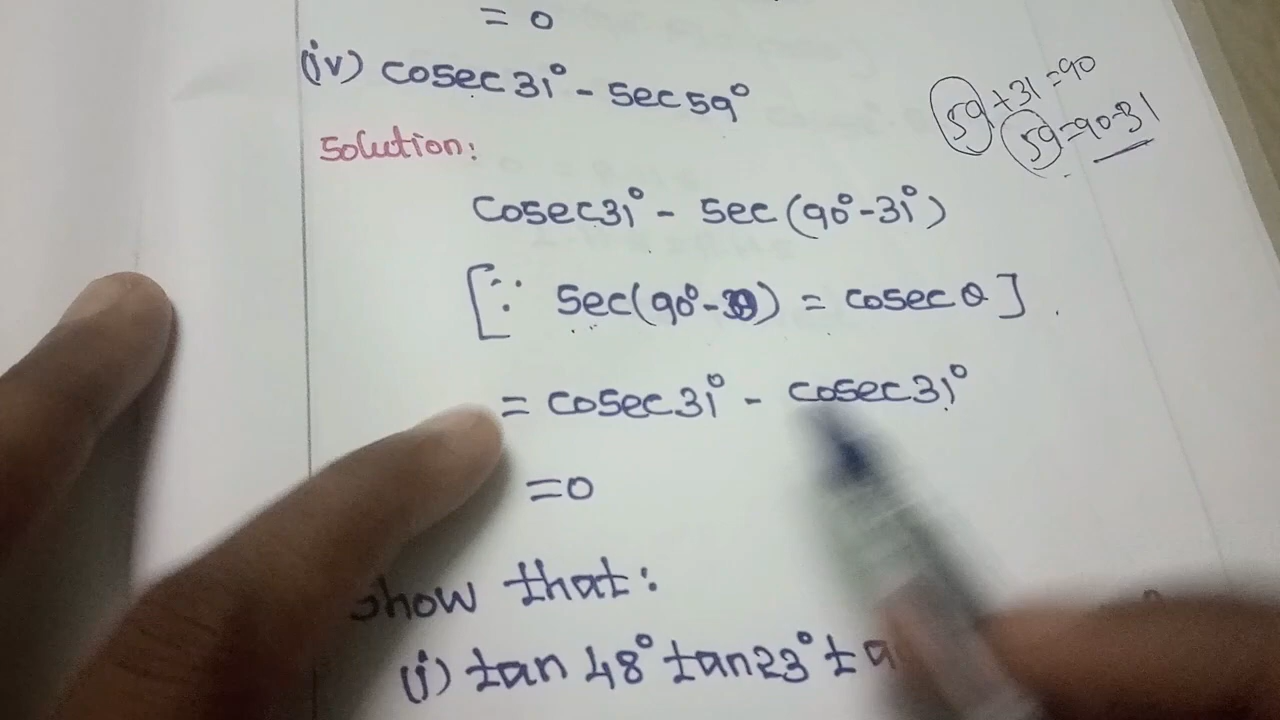 = 0
(iv) cosec 31° - sec 59°
59 + 31 = 90
59 = 90-31
Solution:
cosec 31° - sec (90° - 31°)
[∵ sec(90° - θ) = cosec θ]
= cosec 31° - cosec 31°
= 0
Show that:
(i) tan 48° tan 23°